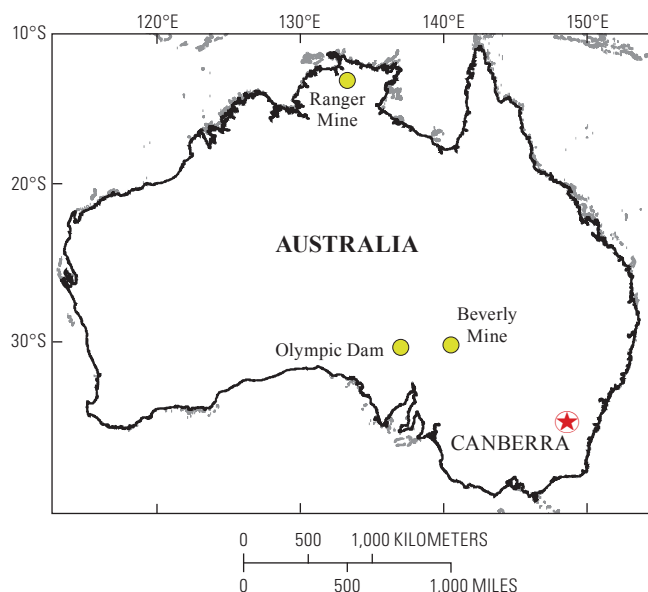 120°E 130°E 140°E 150°E
10°S
Ranger
Mine
20°S
AUSTRALIA
Beverly
Mine
30°S
Olympic Dam
CANBERRA
0 500 1,000 KILOMETERS
0 500 1,000 MILES